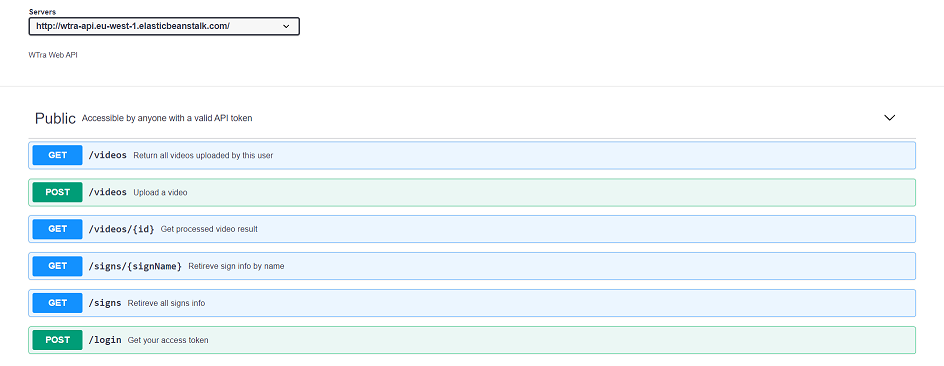 Servers
http://wtra-api.eu-west-1.elasticbeanstalk.com/
WTra Web API
Public Accessible by anyone with a valid API token
GET /videos Return all videos uploaded by this user
POST /videos Upload a video
GET /videos/{id} Get processed video result
GET /signs/{signName} Retireve sign info by name
GET /signs Retireve all signs info
POST /login Get your access token